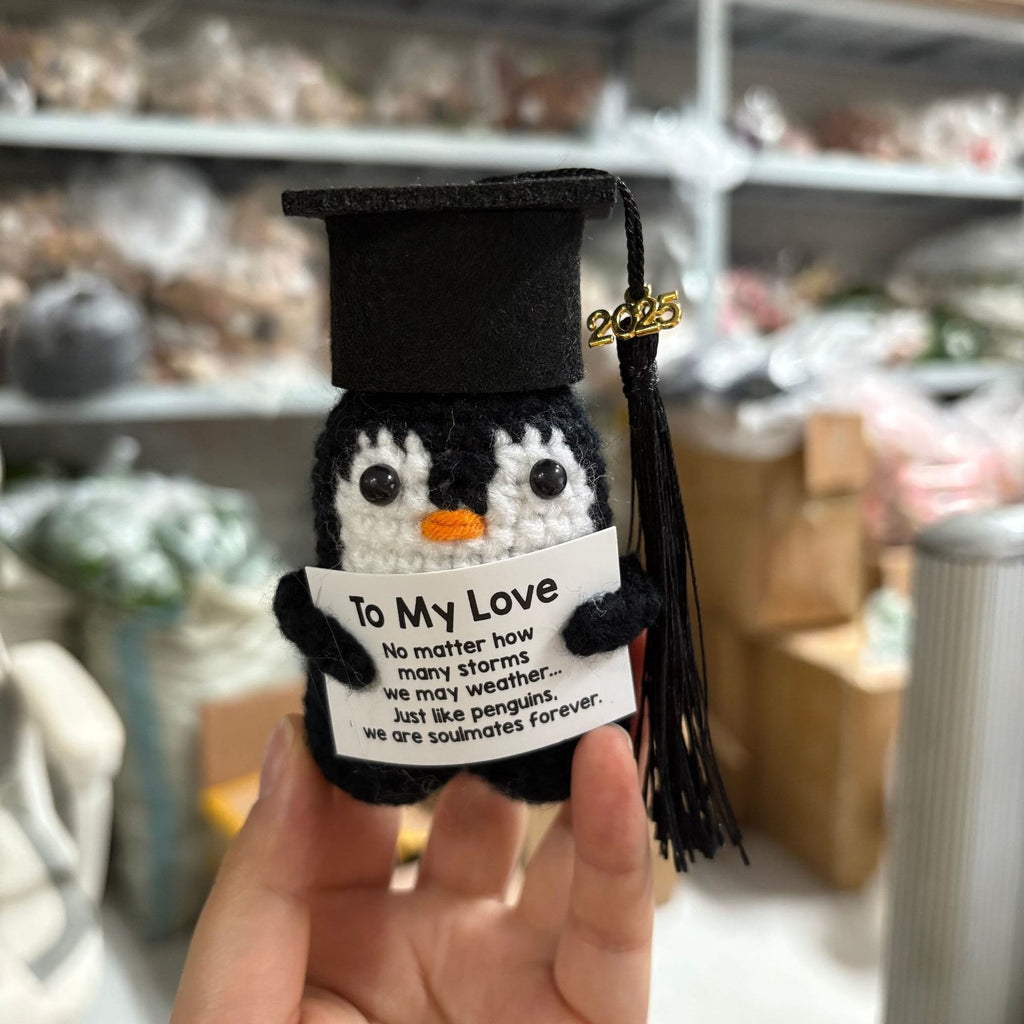 2025
To My Love
No matter how
many storms
we may weather...
Just like penguins,
we are soulmates forever.